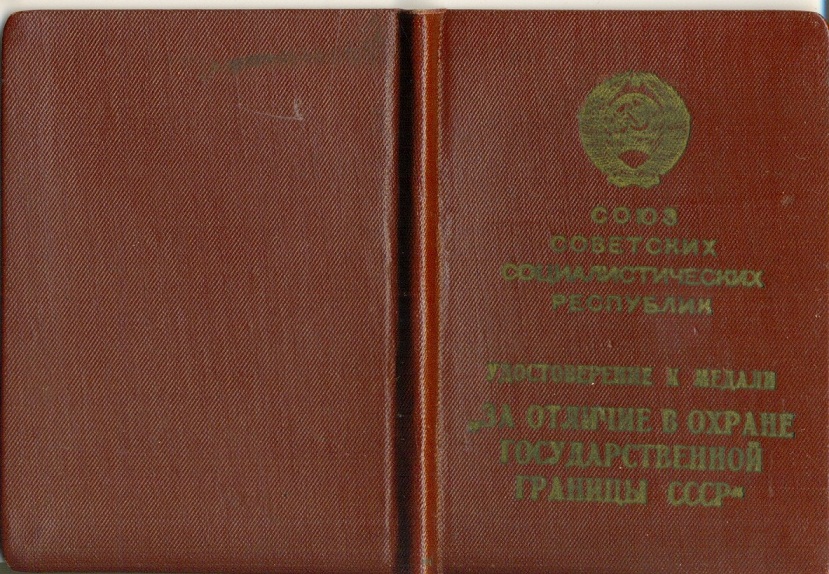 СОЮЗ
СОВЕТСКИХ
СОЦИАЛИСТИЧЕСКИХ
РЕСПУБЛИК
УДОСТОВЕРЕНИЕ К МЕДАЛИ
„ЗА ОТЛИЧИЕ В ОХРАНЕ
ГОСУДАРСТВЕННОЙ
ГРАНИЦЫ СССР“